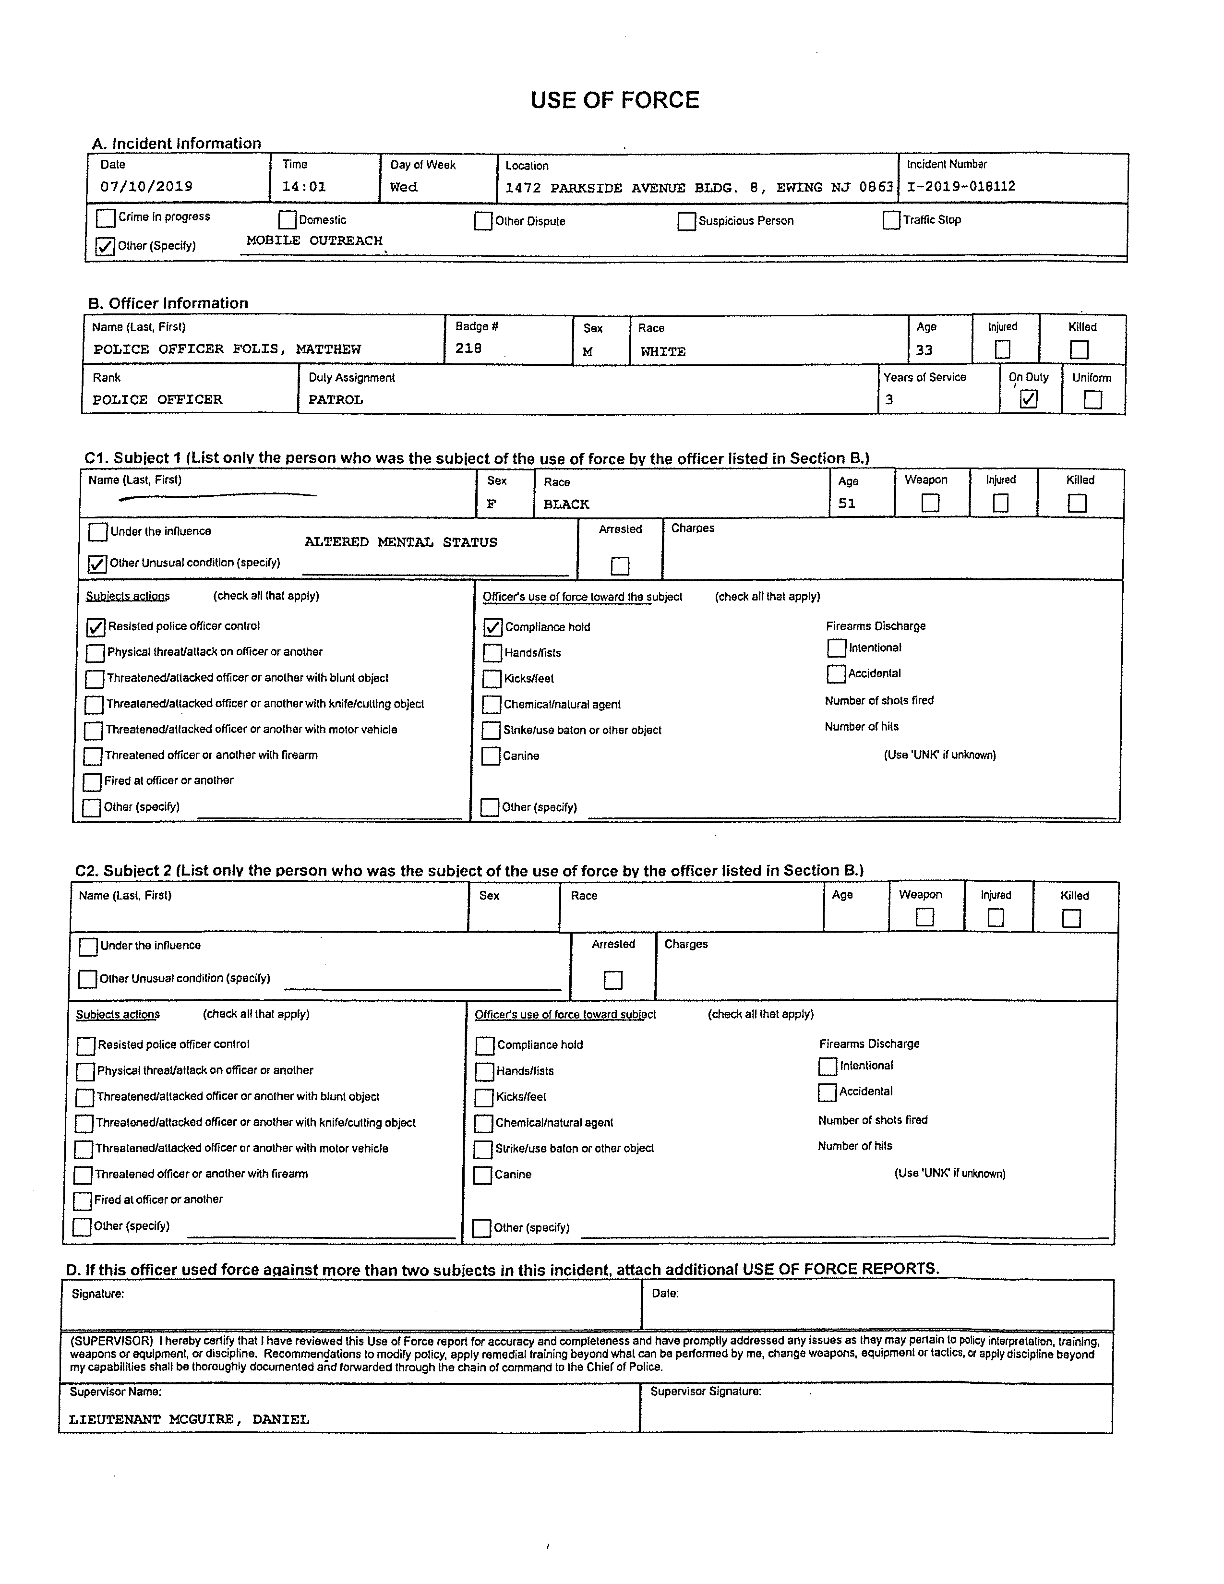 USE OF FORCE
A. Incident Information
Date Time Day of Week Location Incident Number
07/10/2019 14:01 Wed 1472 PARKSIDE AVENUE BLDG. 8, EWING NJ 0863 I-2019-018112
Crime in progress Domestic Other Dispute Suspicious Person Traffic Stop
Other (Specify) MOBILE OUTREACH
B. Officer Information
Name (Last, First) Badge # Sex Race Age Injured Killed
POLICE OFFICER FOLIS, MATTHEW 218 M WHITE 33
Rank Duty Assignment Years of Service On Duty Uniform
POLICE OFFICER PATROL 3
C1. Subject 1 (List only the person who was the subject of the use of force by the officer listed in Section B.)
Name (Last, First) Sex Race Age Weapon Injured Killed
F BLACK 51
Under the influence Arrested Charges
ALTERED MENTAL STATUS
Other Unusual condition (specify)
Subjects actions (check all that apply) Officer's use of force toward the subject (check all that apply)
Resisted police officer control Compliance hold Firearms Discharge
Physical threat/attack on officer or another Hands/fists Intentional
Threatened/attacked officer or another with blunt object Kicks/feet Accidental
Threatened/attacked officer or another with knife/cutting object Chemical/natural agent Number of shots fired
Threatened/attacked officer or another with motor vehicle Strike/use baton or other object Number of hits
Threatened officer or another with firearm Canine (Use 'UNK' if unknown)
Fired at officer or another
Other (specify) Other (specify)
C2. Subject 2 (List only the person who was the subject of the use of force by the officer listed in Section B.)
Name (Last, First) Sex Race Age Weapon Injured Killed
Under the influence Arrested Charges
Other Unusual condition (specify)
Subjects actions (check all that apply) Officer's use of force toward subject (check all that apply)
Resisted police officer control Compliance hold Firearms Discharge
Physical threat/attack on officer or another Hands/fists Intentional
Threatened/attacked officer or another with blunt object Kicks/feet Accidental
Threatened/attacked officer or another with knife/cutting object Chemical/natural agent Number of shots fired
Threatened/attacked officer or another with motor vehicle Strike/use baton or other object Number of hits
Threatened officer or another with firearm Canine (Use 'UNK' if unknown)
Fired at officer or another
Other (specify) Other (specify)
D. If this officer used force against more than two subjects in this incident, attach additional USE OF FORCE REPORTS.
Signature: Date:
(SUPERVISOR) I hereby certify that I have reviewed this Use of Force report for accuracy and completeness and have promptly addressed any issues as they may pertain to policy interpretation, training,
weapons or equipment, or discipline. Recommendations to modify policy, apply remedial training beyond what can be performed by me, change weapons, equipment or tactics, or apply discipline beyond
my capabilities shall be thoroughly documented and forwarded through the chain of command to the Chief of Police.
Supervisor Name: Supervisor Signature:
LIEUTENANT MCGUIRE, DANIEL